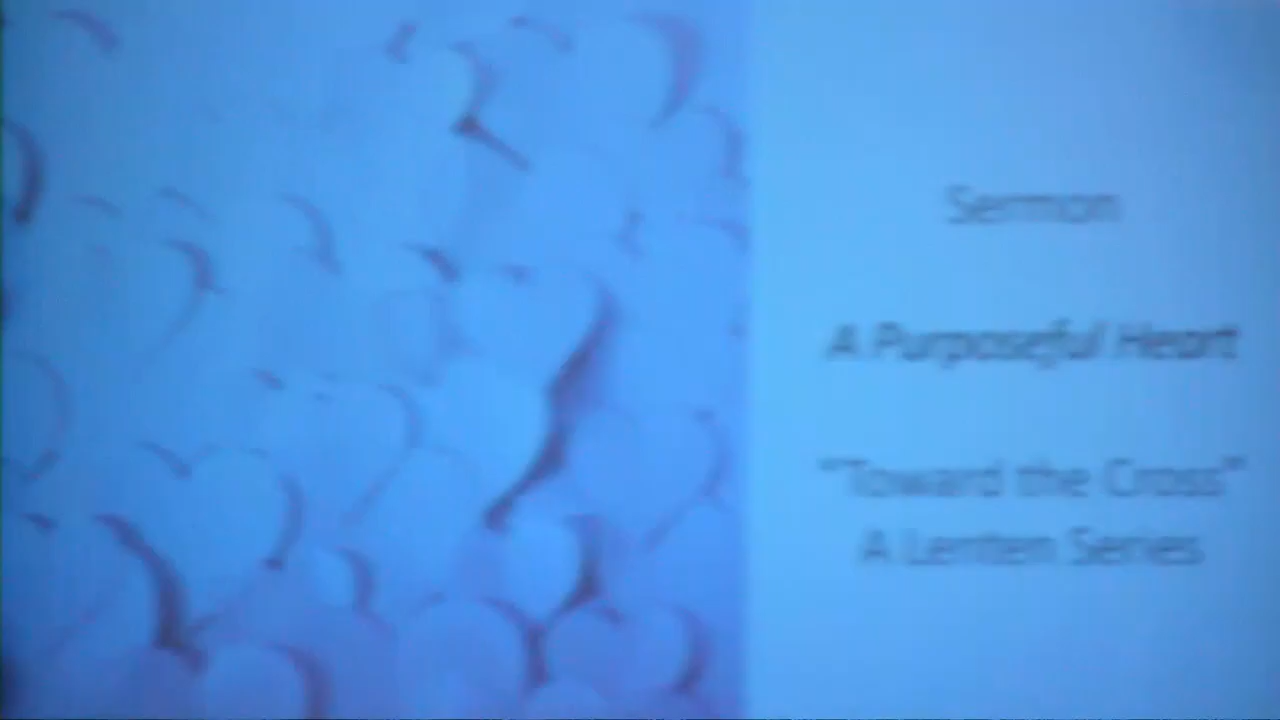 Sermon
A Purposeful Heart
"Toward the Cross"
A Lenten Series